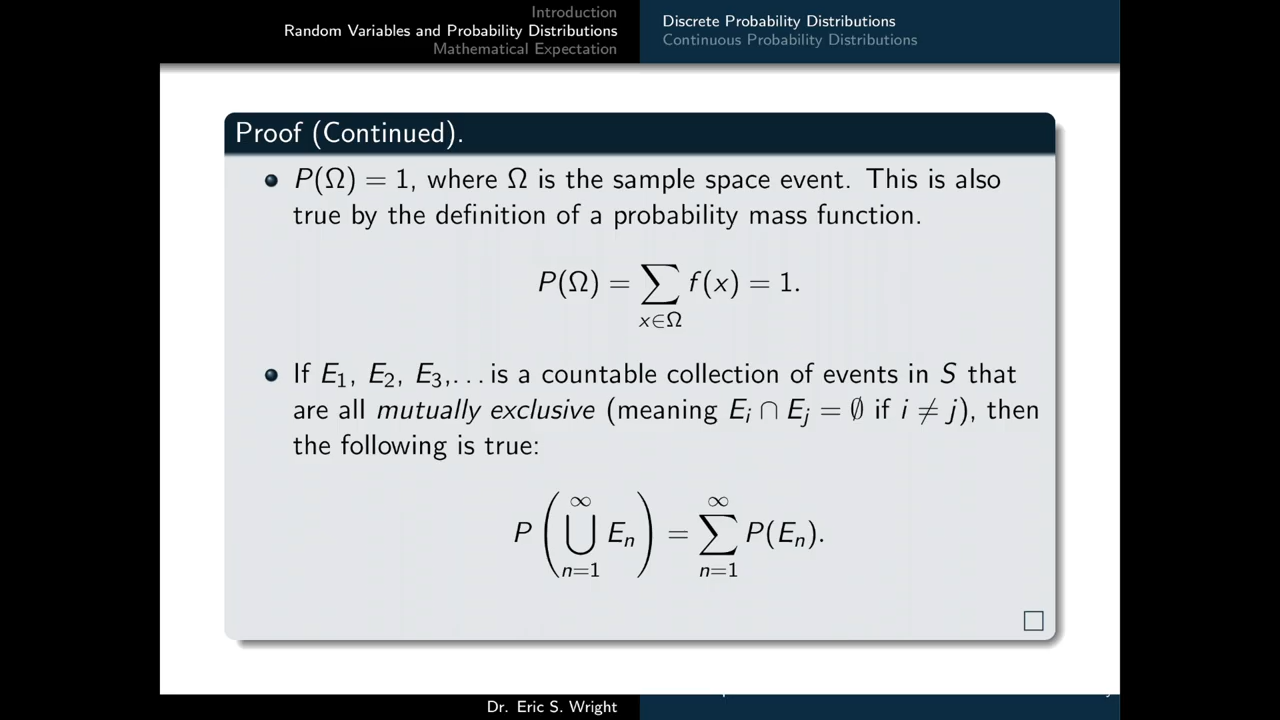 Introduction
Random Variables and Probability Distributions
Mathematical Expectation
Discrete Probability Distributions
Continuous Probability Distributions
Proof (Continued).
P(Ω) = 1, where Ω is the sample space event. This is also
true by the definition of a probability mass function.
P(Ω) = ∑_{x∈Ω} f(x) = 1.
If E₁, E₂, E₃,... is a countable collection of events in S that
are all mutually exclusive (meaning Eᵢ ∩ Eⱼ = ∅ if i ≠ j), then
the following is true:
P(⋃_{n=1}^{∞} Eₙ) = ∑_{n=1}^{∞} P(Eₙ).
□
Dr. Eric S. Wright